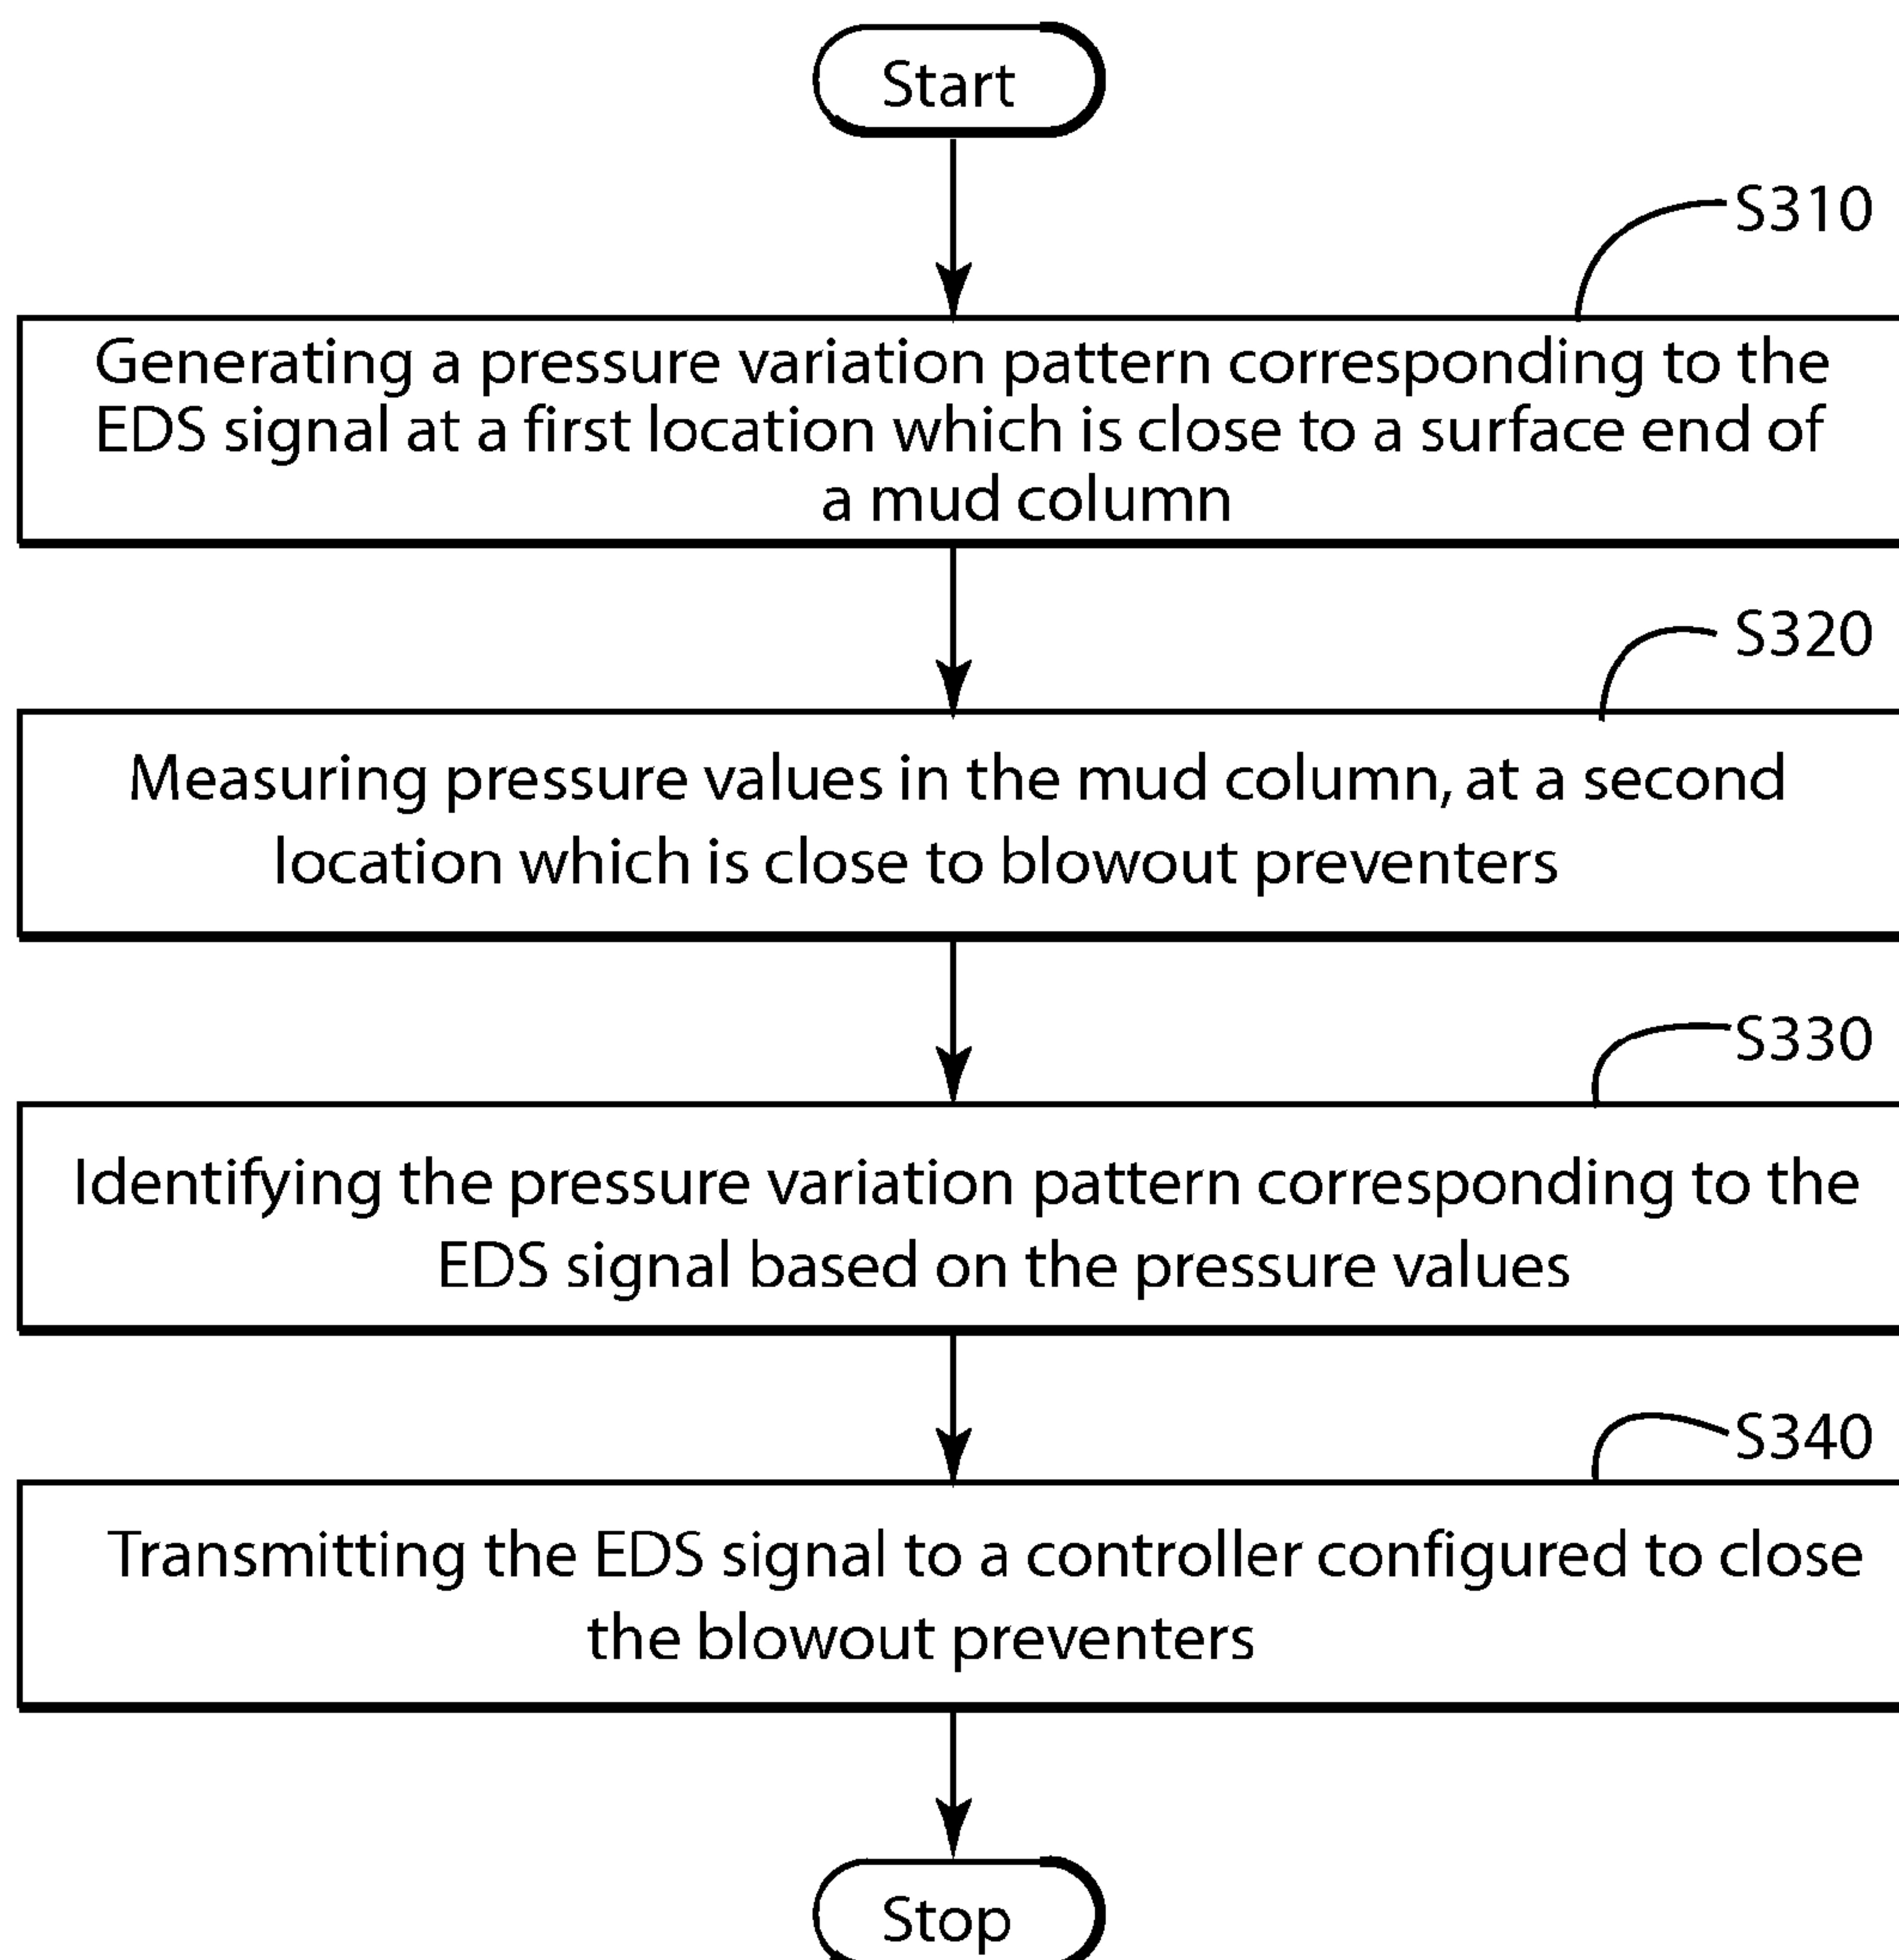 Start
S310
Generating a pressure variation pattern corresponding to the
EDS signal at a first location which is close to a surface end of
a mud column
S320
Measuring pressure values in the mud column, at a second
location which is close to blowout preventers
S330
Identifying the pressure variation pattern corresponding to the
EDS signal based on the pressure values
S340
Transmitting the EDS signal to a controller configured to close
the blowout preventers
Stop